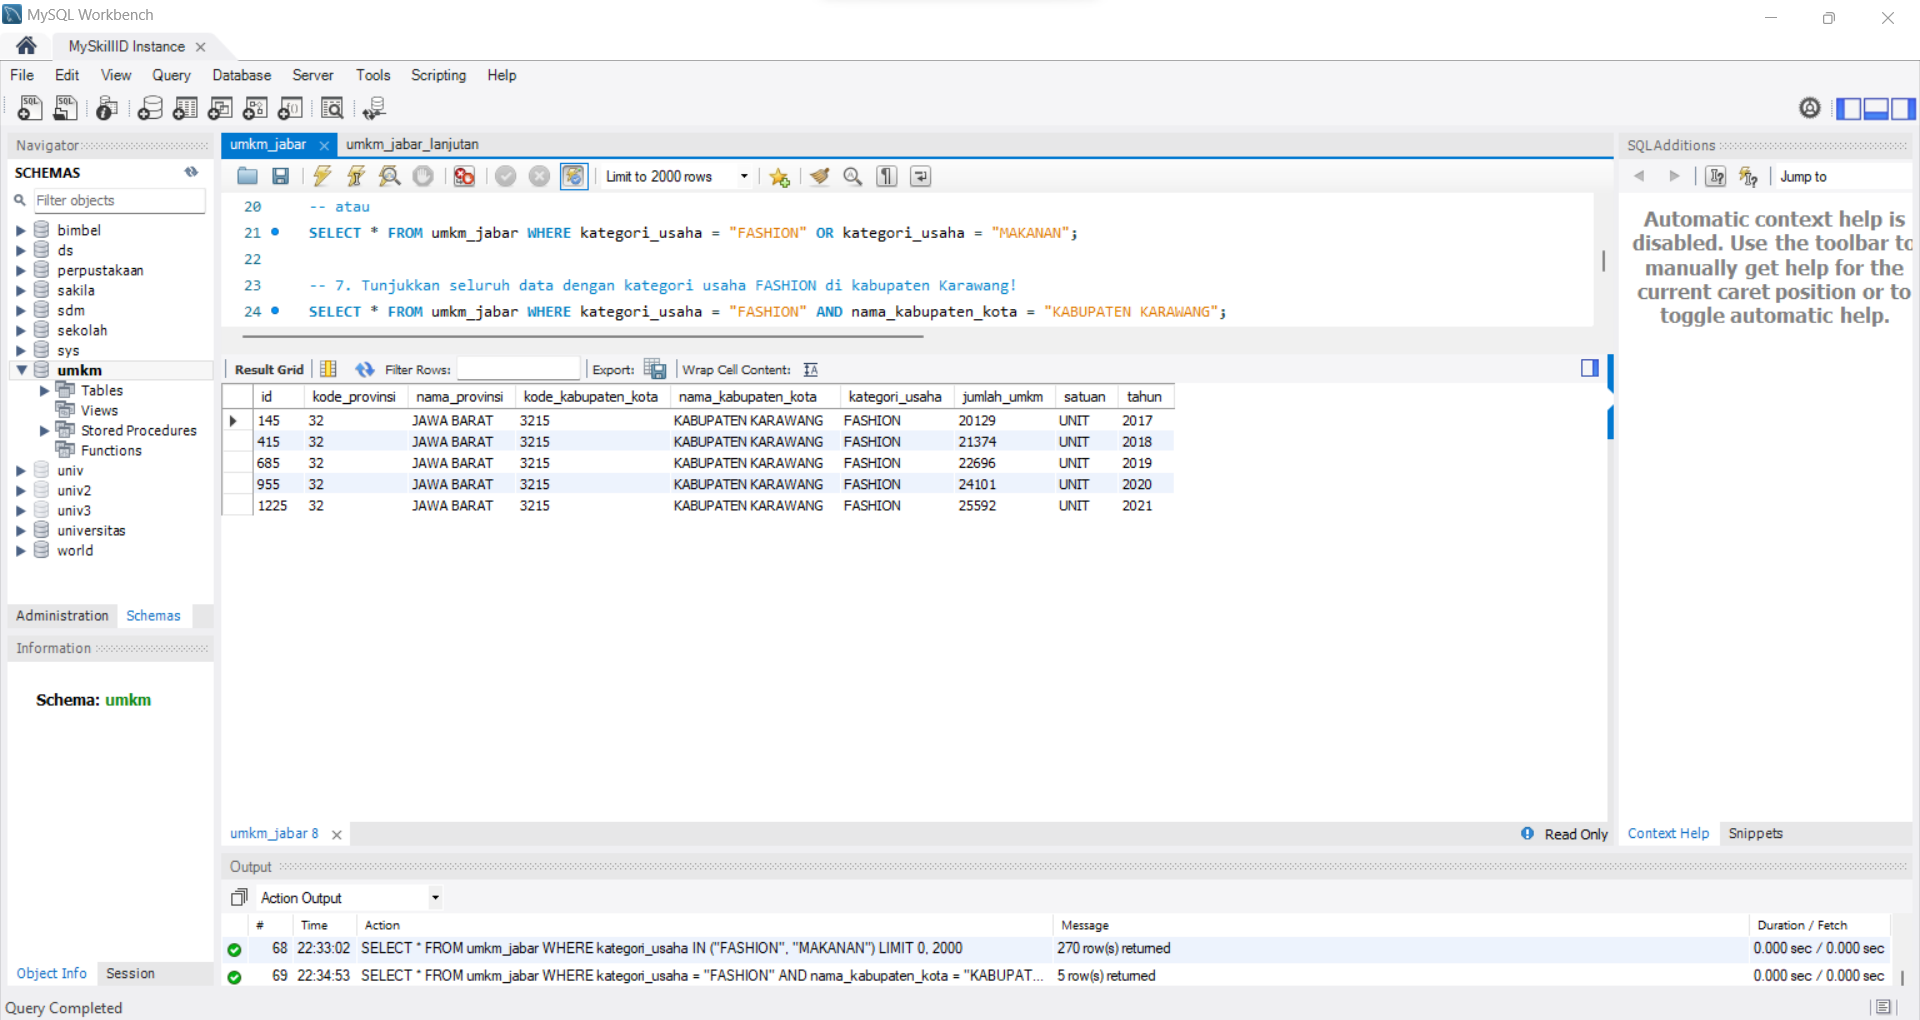 MySQL Workbench
MySkillID Instance
File Edit View Query Database Server Tools Scripting Help
Navigator
SCHEMAS
Filter objects
bimbel
ds
perpustakaan
sakila
sdm
sekolah
sys
umkm
Tables
Views
Stored Procedures
Functions
univ
univ2
univ3
universitas
world
Administration Schemas
Information
Schema: umkm
Object Info Session
umkm_jabar umkm_jabar_lanjutan
Limit to 2000 rows
20 -- atau
21 SELECT * FROM umkm_jabar WHERE kategori_usaha = "FASHION" OR kategori_usaha = "MAKANAN";
22
23 -- 7. Tunjukkan seluruh data dengan kategori usaha FASHION di kabupaten Karawang!
24 SELECT * FROM umkm_jabar WHERE kategori_usaha = "FASHION" AND nama_kabupaten_kota = "KABUPATEN KARAWANG";
Result Grid Filter Rows: Export: Wrap Cell Content:
id kode_provinsi nama_provinsi kode_kabupaten_kota nama_kabupaten_kota kategori_usaha jumlah_umkm satuan tahun
145 32 JAWA BARAT 3215 KABUPATEN KARAWANG FASHION 20129 UNIT 2017
415 32 JAWA BARAT 3215 KABUPATEN KARAWANG FASHION 21374 UNIT 2018
685 32 JAWA BARAT 3215 KABUPATEN KARAWANG FASHION 22696 UNIT 2019
955 32 JAWA BARAT 3215 KABUPATEN KARAWANG FASHION 24101 UNIT 2020
1225 32 JAWA BARAT 3215 KABUPATEN KARAWANG FASHION 25592 UNIT 2021
umkm_jabar 8
Read Only
SQLAdditions
Jump to
Automatic context help is
disabled. Use the toolbar to
manually get help for the
current caret position or to
toggle automatic help.
Context Help Snippets
Output
Action Output
# Time Action Message Duration / Fetch
68 22:33:02 SELECT * FROM umkm_jabar WHERE kategori_usaha IN ("FASHION", "MAKANAN") LIMIT 0, 2000 270 row(s) returned 0.000 sec / 0.000 sec
69 22:34:53 SELECT * FROM umkm_jabar WHERE kategori_usaha = "FASHION" AND nama_kabupaten_kota = "KABUPAT... 5 row(s) returned 0.000 sec / 0.000 sec
Query Completed